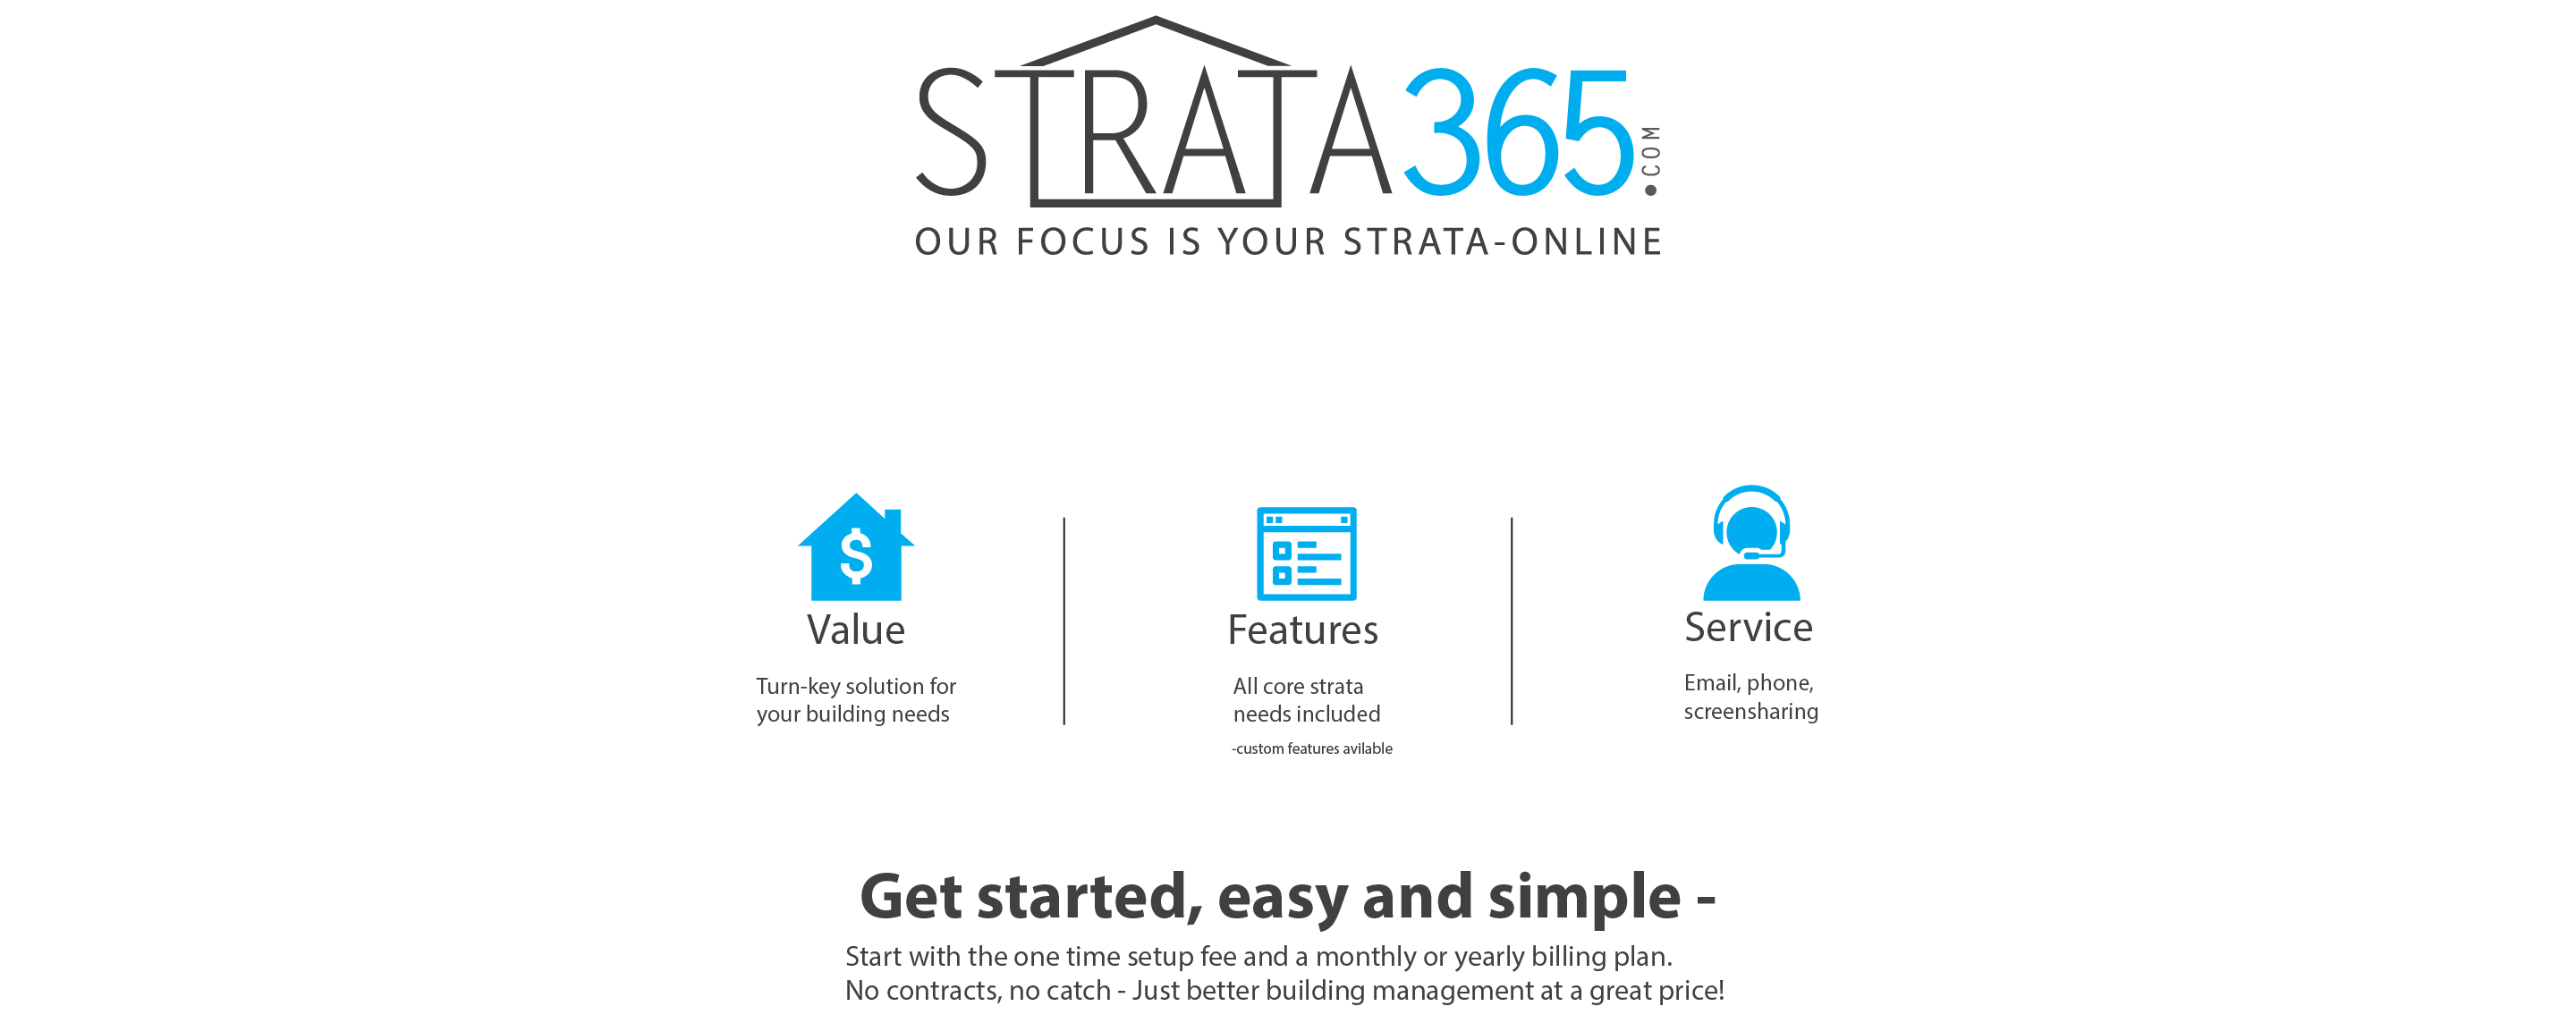 STRATA365.COM
OUR FOCUS IS YOUR STRATA-ONLINE
$
Value
Turn-key solution for
your building needs
Features
All core strata
needs included
-custom features avilable
Service
Email, phone,
screensharing
Get started, easy and simple -
Start with the one time setup fee and a monthly or yearly billing plan.
No contracts, no catch - Just better building management at a great price!